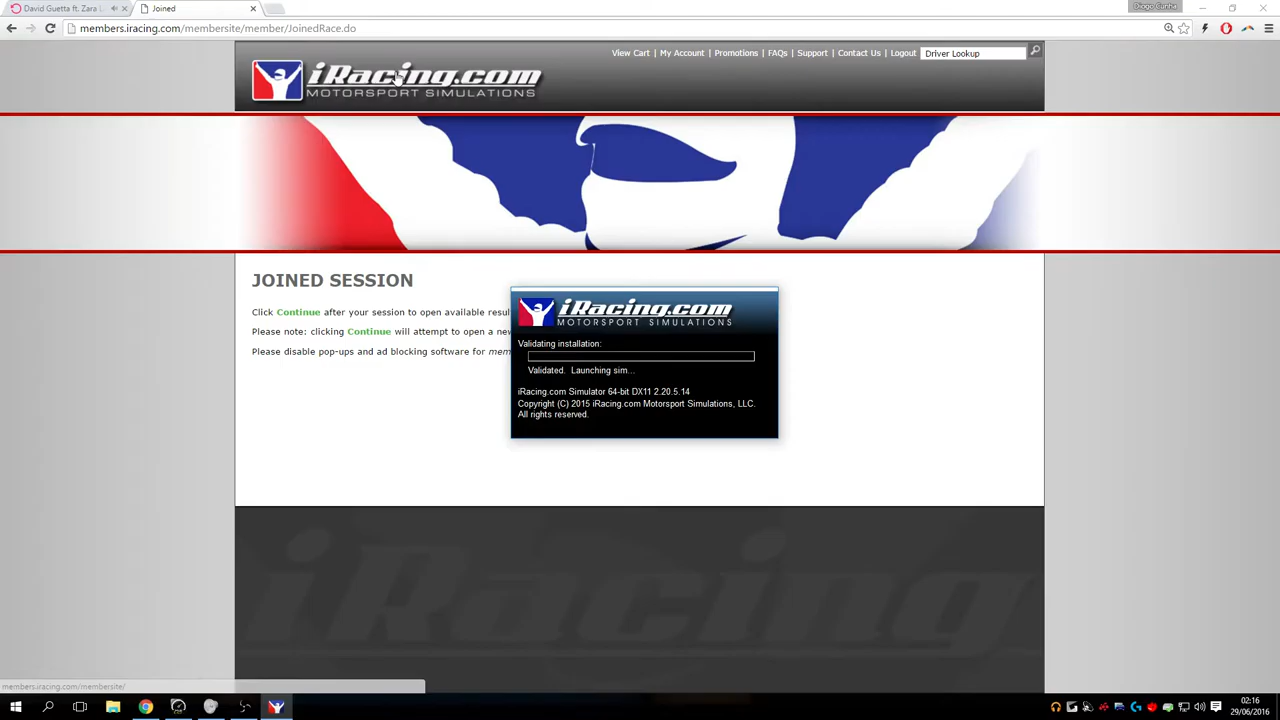 David Guetta ft. Zara L
Joined
Diogo Cunha
members.iracing.com/membersite/member/JoinedRace.do
View Cart | My Account | Promotions | FAQs | Support | Contact Us | Logout
Driver Lookup
iRacing.com
MOTORSPORT SIMULATIONS
JOINED SESSION
Click Continue after your session to open available resul
Please note: clicking Continue will attempt to open a nev
Please disable pop-ups and ad blocking software for mem
iRacing.com
MOTORSPORT SIMULATIONS
Validating installation:
Validated. Launching sim...
iRacing.com Simulator 64-bit DX11 2.20.5.14
Copyright (C) 2015 iRacing.com Motorsport Simulations, LLC.
All rights reserved.
iRacing
members.iracing.com/membersite/
02:16
29/06/2016